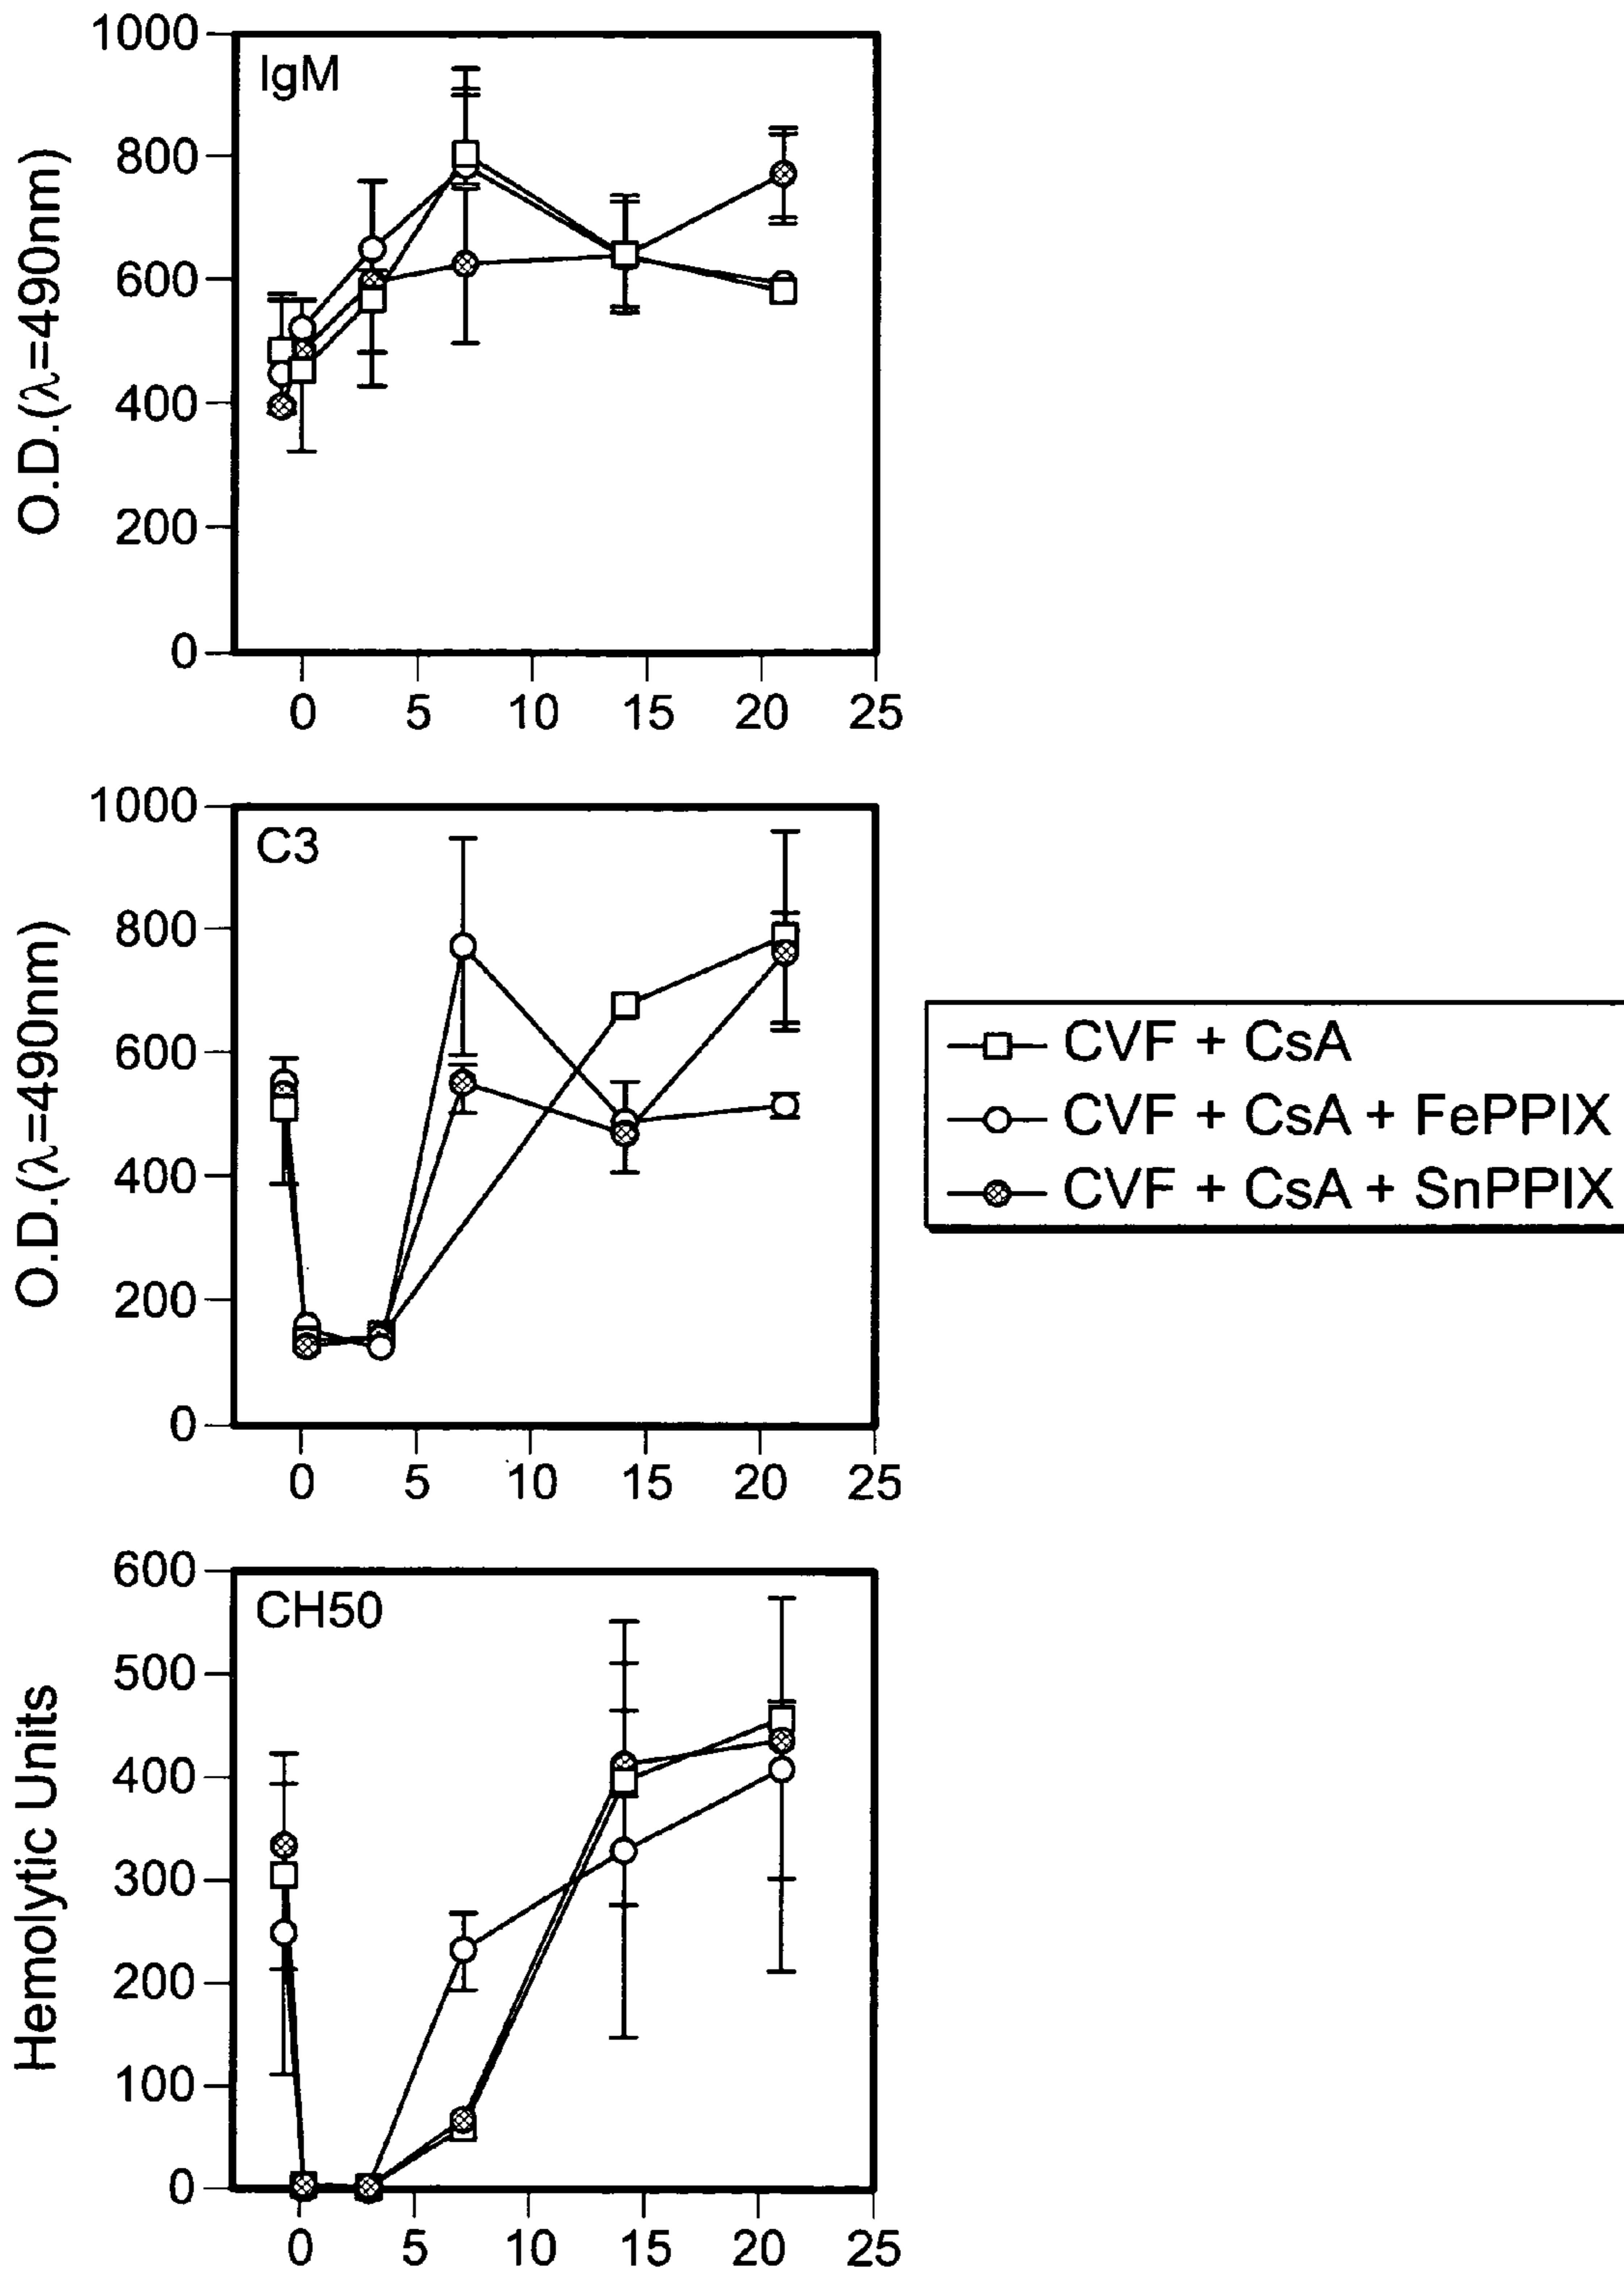 IgM
O.D.(λ=490nm)
1000
800
600
400
200
0
0 5 10 15 20 25
C3
O.D.(λ=490nm)
1000
800
600
400
200
0
0 5 10 15 20 25
CVF + CsA
CVF + CsA + FePPIX
CVF + CsA + SnPPIX
CH50
Hemolytic Units
600
500
400
300
200
100
0
0 5 10 15 20 25